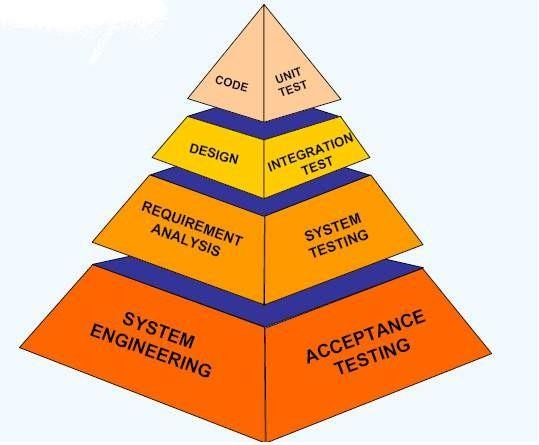 CODE
UNIT
TEST
DESIGN
INTEGRATION
TEST
REQUIREMENT
ANALYSIS
SYSTEM
TESTING
SYSTEM
ENGINEERING
ACCEPTANCE
TESTING